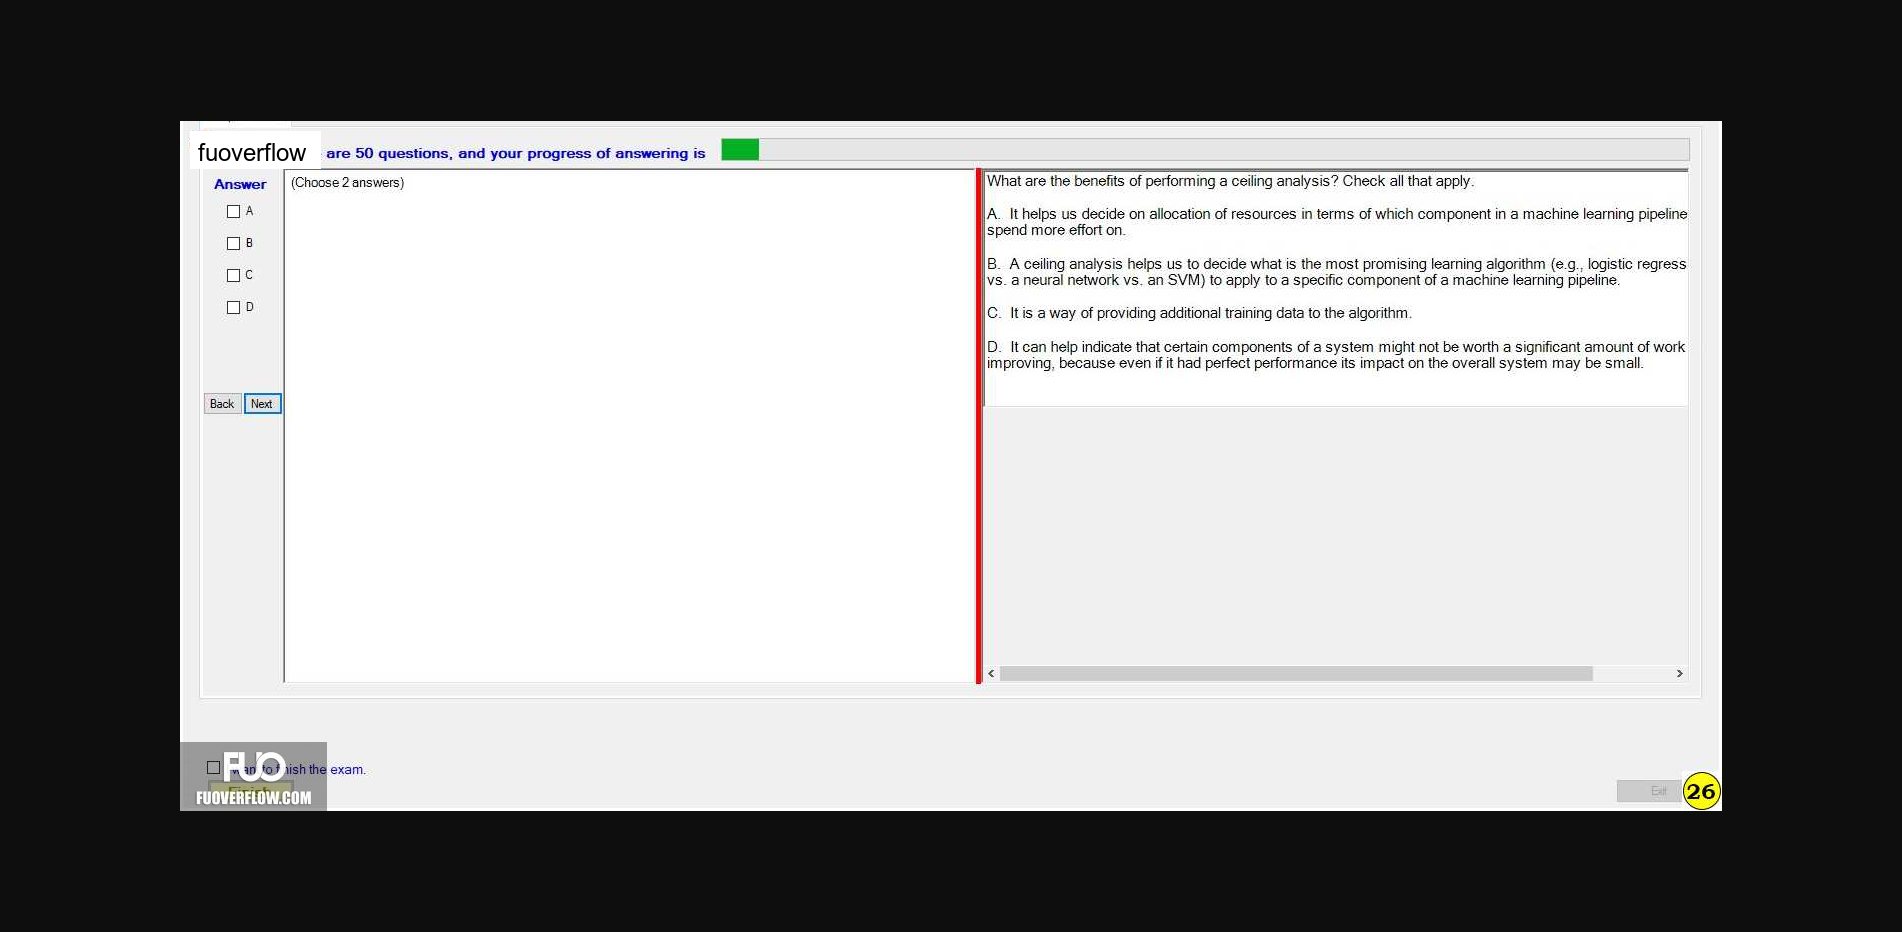 fuoverflow are 50 questions, and your progress of answering is
Answer
A
B
C
D
Back Next
(Choose 2 answers)
What are the benefits of performing a ceiling analysis? Check all that apply.
A. It helps us decide on allocation of resources in terms of which component in a machine learning pipeline
spend more effort on.
B. A ceiling analysis helps us to decide what is the most promising learning algorithm (e.g., logistic regress
vs. a neural network vs. an SVM) to apply to a specific component of a machine learning pipeline.
C. It is a way of providing additional training data to the algorithm.
D. It can help indicate that certain components of a system might not be worth a significant amount of work
improving, because even if it had perfect performance its impact on the overall system may be small.
FUO
want to finish the exam.
Finish
FUOVERFLOW.COM
Exit
26